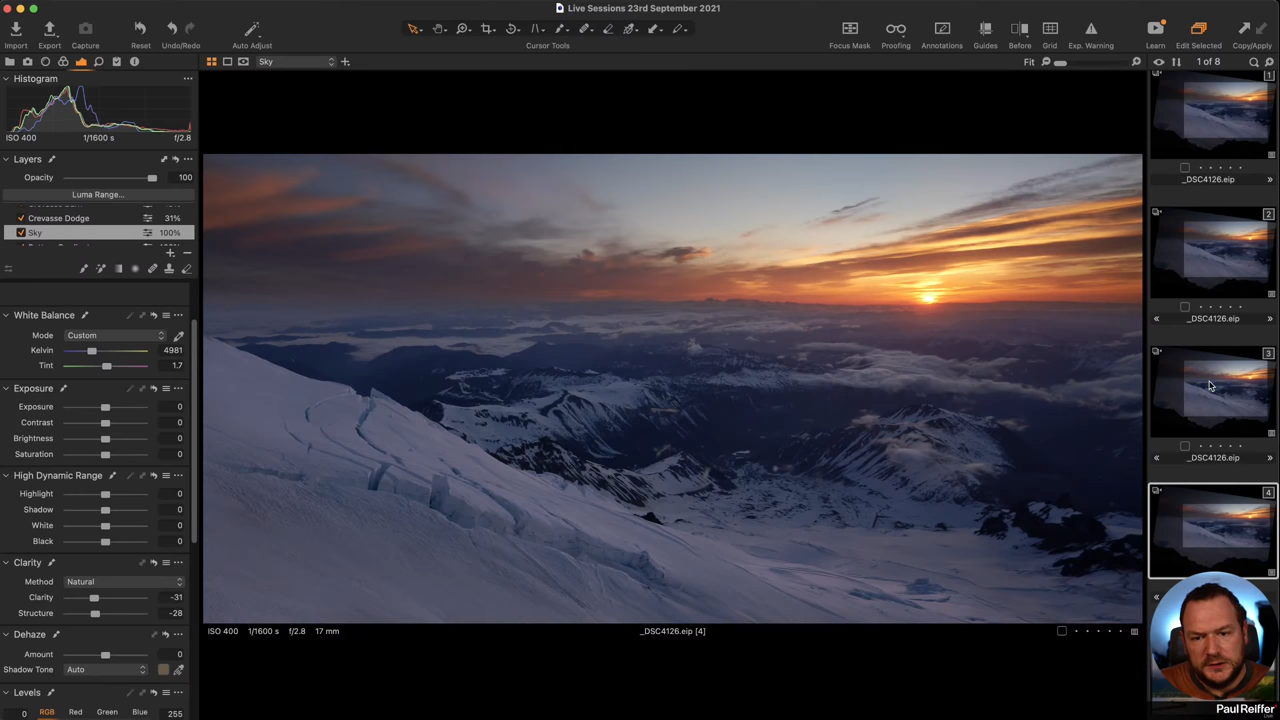 Live Sessions 23rd September 2021
Import Export Capture Reset Undo/Redo Auto Adjust Cursor Tools Focus Mask Proofing Annotations Guides Before Grid Exp. Warning Learn Edit Selected Copy/Apply
Sky Fit 1 of 8
Histogram
ISO 400 1/1600 s f/2.8
Layers
Opacity 100
Luma Range...
Crevasse Dodge 31%
Sky 100%
White Balance
Mode Custom
Kelvin 4981
Tint 1.7
Exposure
Exposure 0
Contrast 0
Brightness 0
Saturation 0
High Dynamic Range
Highlight 0
Shadow 0
White 0
Black 0
Clarity
Method Natural
Clarity -31
Structure -28
Dehaze
Amount 0
Shadow Tone Auto
Levels
0 RGB Red Green Blue 255
ISO 400 1/1600 s f/2.8 17 mm _DSC4126.eip [4]
1
_DSC4126.eip
2
_DSC4126.eip
3
_DSC4126.eip
4
Paul Reiffer
Live